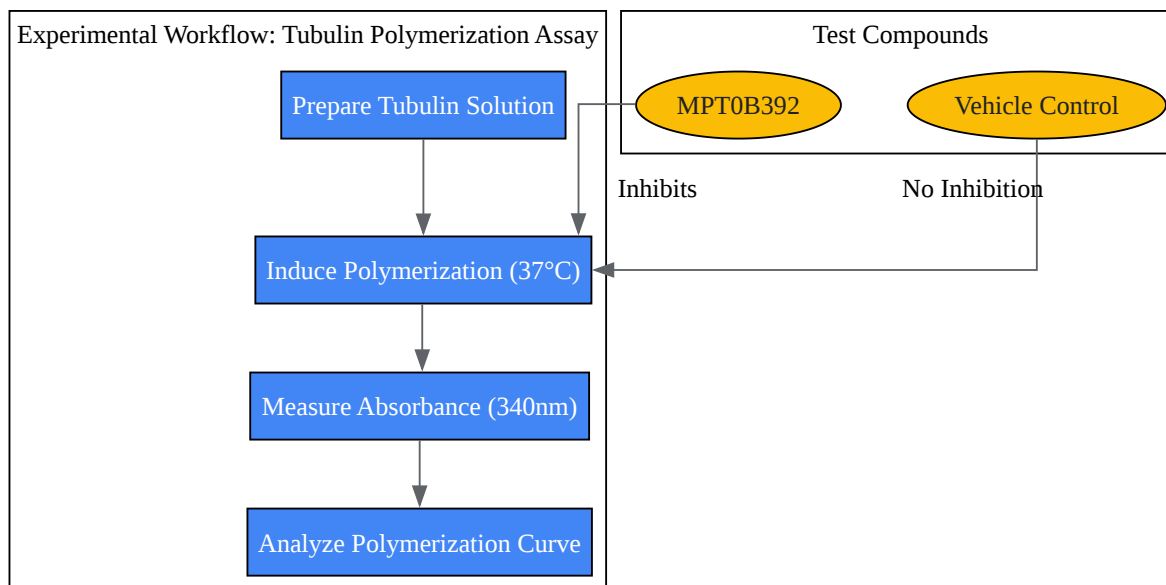 Experimental Workflow: Tubulin Polymerization Assay
Test Compounds
Prepare Tubulin Solution
MPT0B392
Vehicle Control
Inhibits
No Inhibition
Induce Polymerization (37°C)
Measure Absorbance (340nm)
Analyze Polymerization Curve